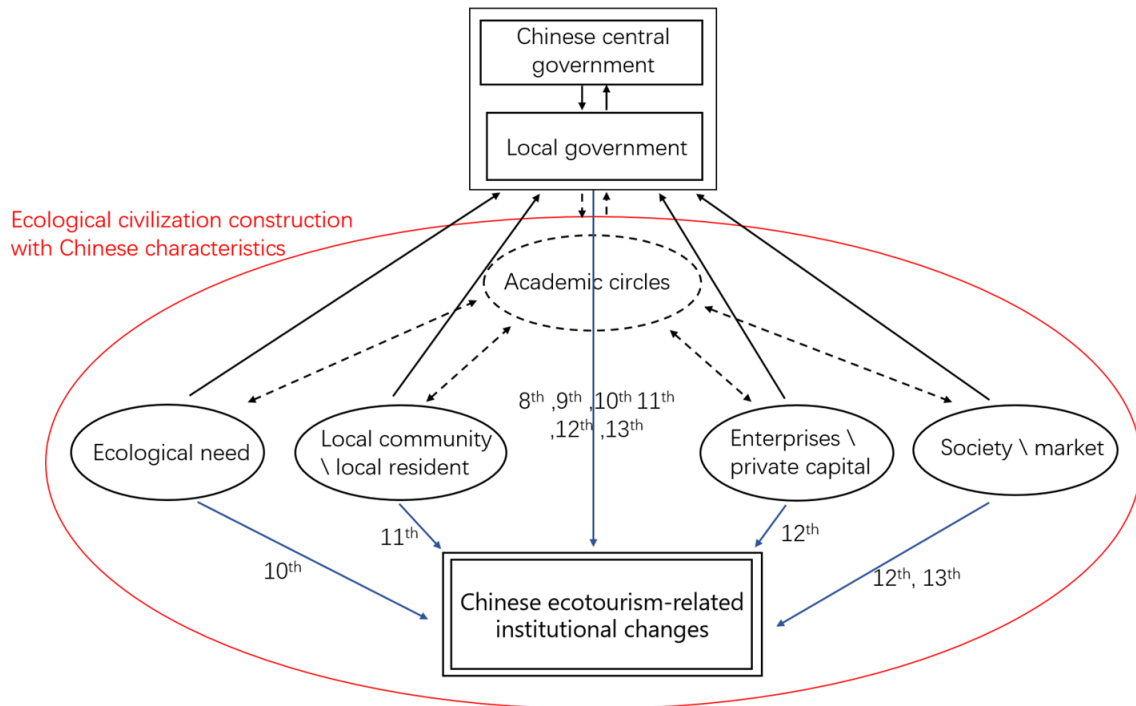 Chinese central
government
Local government
Ecological civilization construction
with Chinese characteristics
Academic circles
8th ,9th ,10th 11th
,12th ,13th
Ecological need
Local community
\ local resident
Enterprises \
private capital
Society \ market
10th
11th
12th
12th, 13th
Chinese ecotourism-related
institutional changes